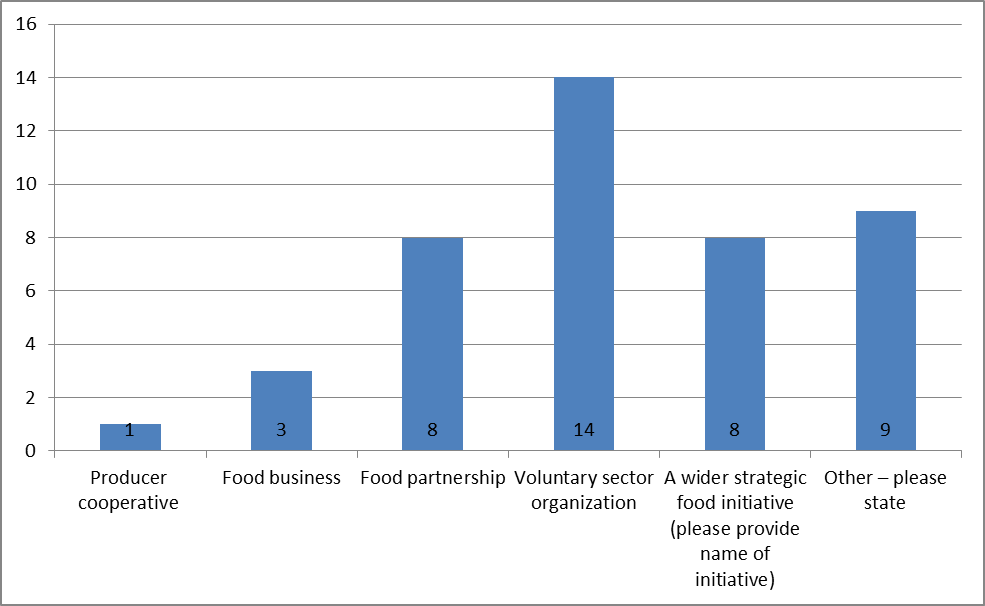 16
14
12
10
8
6
4
2
0
1
3
8
14
8
9
Producer
cooperative
Food business
Food partnership
Voluntary sector
organization
A wider strategic
food initiative
(please provide
name of
initiative)
Other – please
state